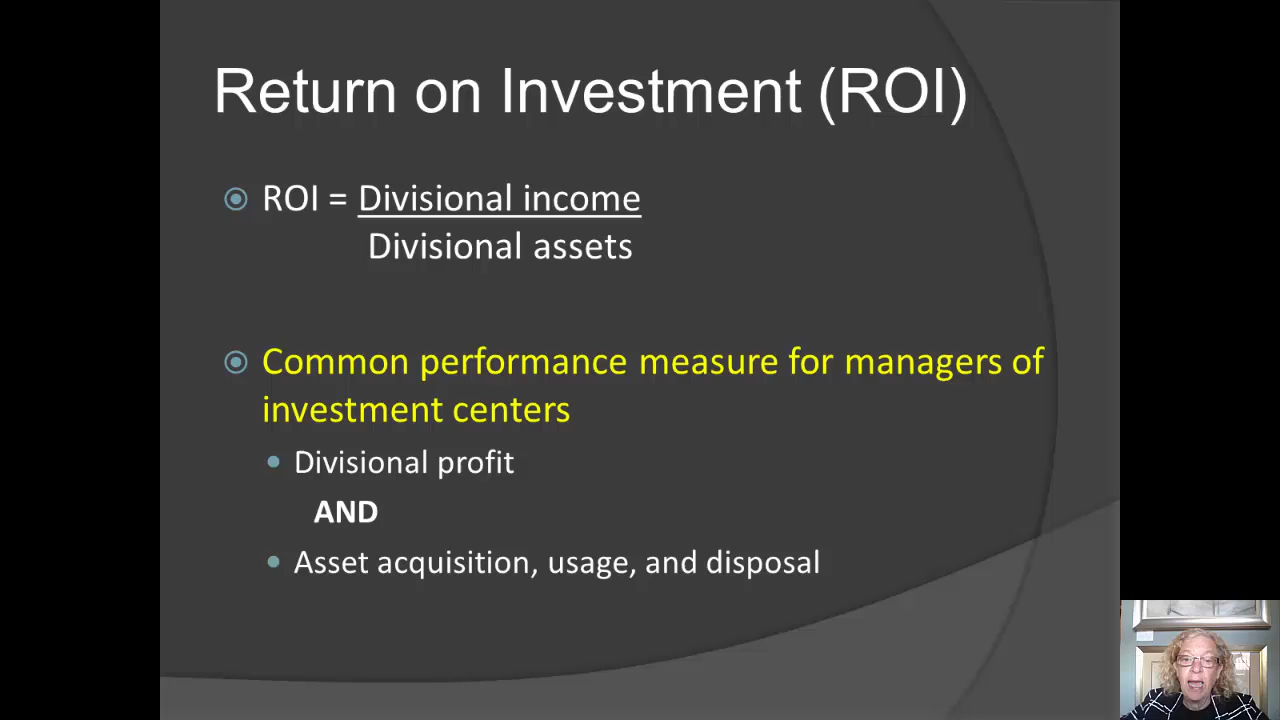 Return on Investment (ROI)
ROI = Divisional income
Divisional assets
Common performance measure for managers of
investment centers
Divisional profit
AND
Asset acquisition, usage, and disposal